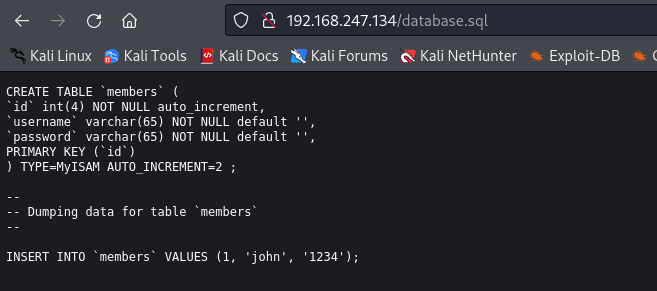 192.168.247.134/database.sql
Kali Linux Kali Tools Kali Docs Kali Forums Kali NetHunter Exploit-DB
CREATE TABLE `members` (
`id` int(4) NOT NULL auto_increment,
`username` varchar(65) NOT NULL default '',
`password` varchar(65) NOT NULL default '',
PRIMARY KEY (`id`)
) TYPE=MyISAM AUTO_INCREMENT=2 ;
--
-- Dumping data for table `members`
--
INSERT INTO `members` VALUES (1, 'john', '1234');